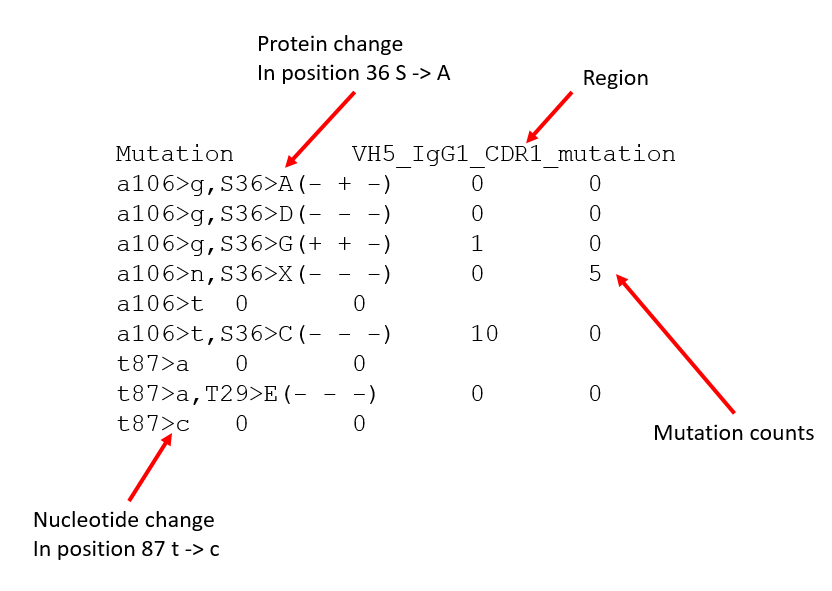 Protein change
In position 36 S -> A
Region
Mutation VH5_IgG1_CDR1_mutation
a106>g,S36>A(- + -) 0 0
a106>g,S36>D(- - -) 0 0
a106>g,S36>G(+ + -) 1 0
a106>n,S36>X(- - -) 0 5
a106>t 0 0
a106>t,S36>C(- - -) 10 0
t87>a 0 0
t87>a,T29>E(- - -) 0 0
t87>c 0 0
Mutation counts
Nucleotide change
In position 87 t -> c